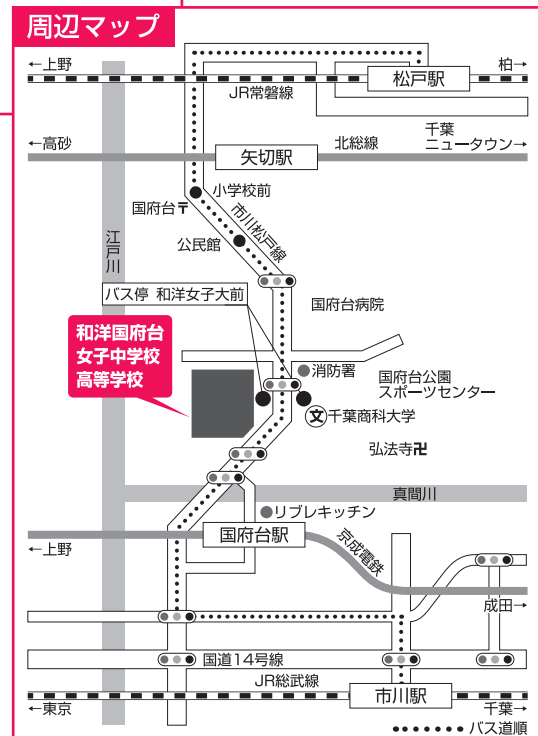 周辺マップ
←上野
柏→
松戸駅
JR常磐線
←高砂
北総線
千葉
ニュータウン→
矢切駅
小学校前
国府台〒
市川松戸線
公民館
江戸川
バス停 和洋女子大前
国府台病院
和洋国府台
女子中学校
高等学校
消防署
国府台公園
スポーツセンター
文千葉商科大学
弘法寺卍
真間川
リブレキッチン
国府台駅
←上野
京成電鉄
成田→
国道14号線
JR総武線
市川駅
←東京
千葉→
バス道順